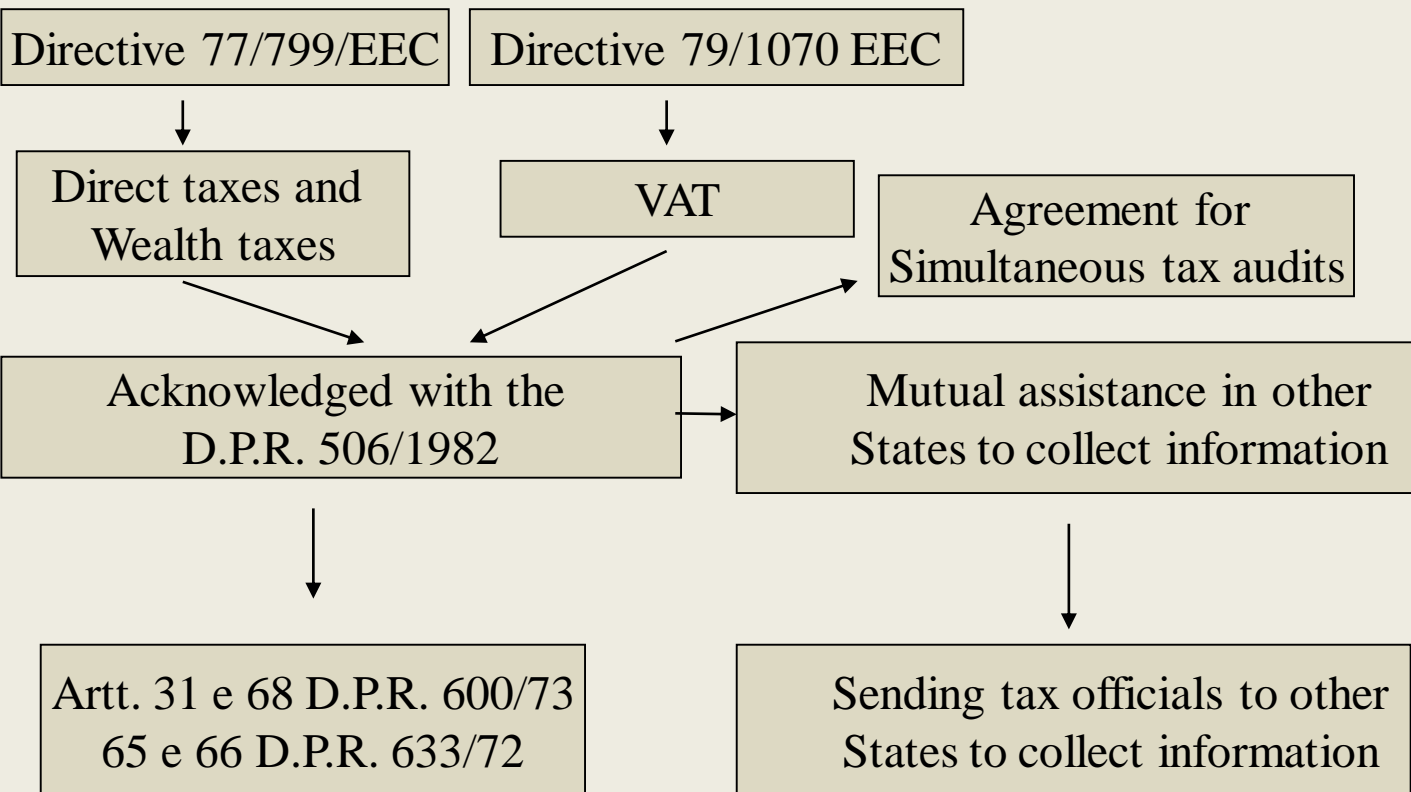 Directive 77/799/EEC
Directive 79/1070 EEC
Direct taxes and
Wealth taxes
VAT
Agreement for
Simultaneous tax audits
Acknowledged with the
D.P.R. 506/1982
Mutual assistance in other
States to collect information
Artt. 31 e 68 D.P.R. 600/73
65 e 66 D.P.R. 633/72
Sending tax officials to other
States to collect information